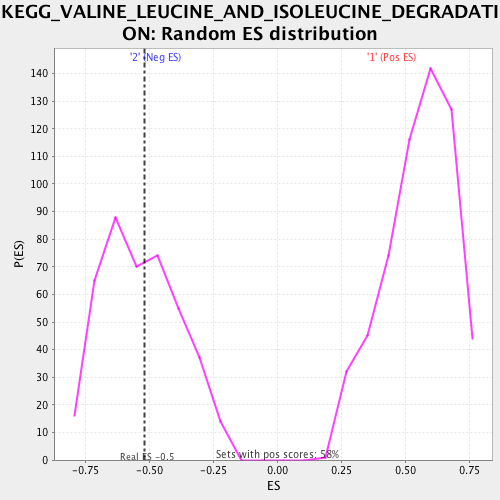 KEGG_VALINE_LEUCINE_AND_ISOLEUCINE_DEGRADATI
ON: Random ES distribution
'2' (Neg ES)
'1' (Pos ES)
140
130
120
110
100
90
80
70
60
50
40
30
20
10
0
P(ES)
Real ES -0.5
Sets with pos scores: 58%
-0.75
-0.50
-0.25
0.00
0.25
0.50
0.75
ES